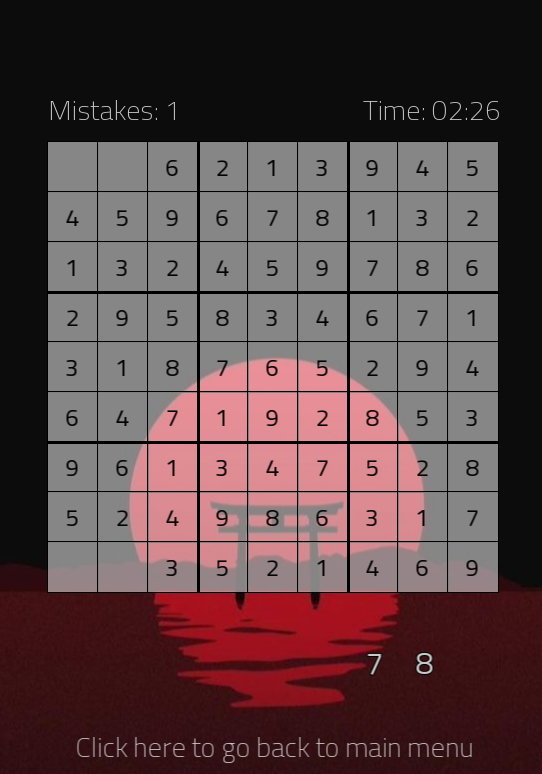 Mistakes: 1 Time: 02:26
6 2 1 3 9 4 5
4 5 9 6 7 8 1 3 2
1 3 2 4 5 9 7 8 6
2 9 5 8 3 4 6 7 1
3 1 8 7 6 5 2 9 4
6 4 7 1 9 2 8 5 3
9 6 1 3 4 7 5 2 8
5 2 4 9 8 6 3 1 7
3 5 2 1 4 6 9
7 8
Click here to go back to main menu